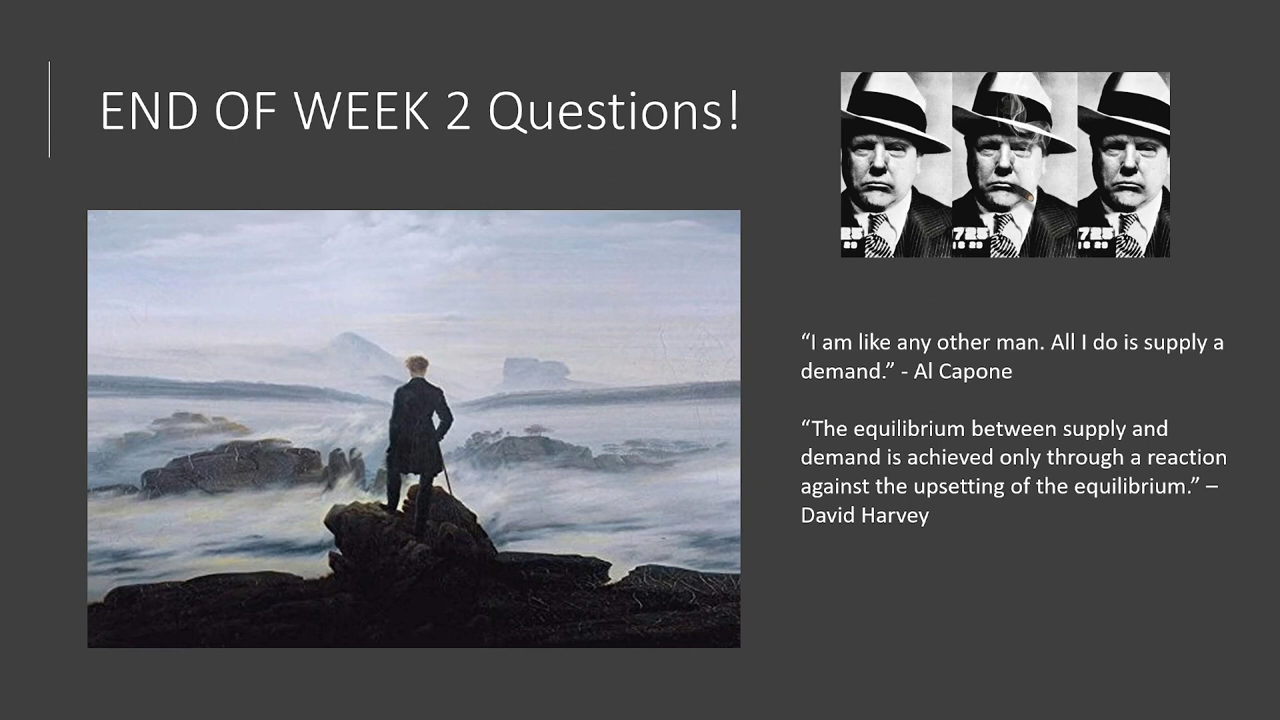 END OF WEEK 2 Questions!
725
“I am like any other man. All I do is supply a
demand.” - Al Capone
“The equilibrium between supply and
demand is achieved only through a reaction
against the upsetting of the equilibrium.” –
David Harvey